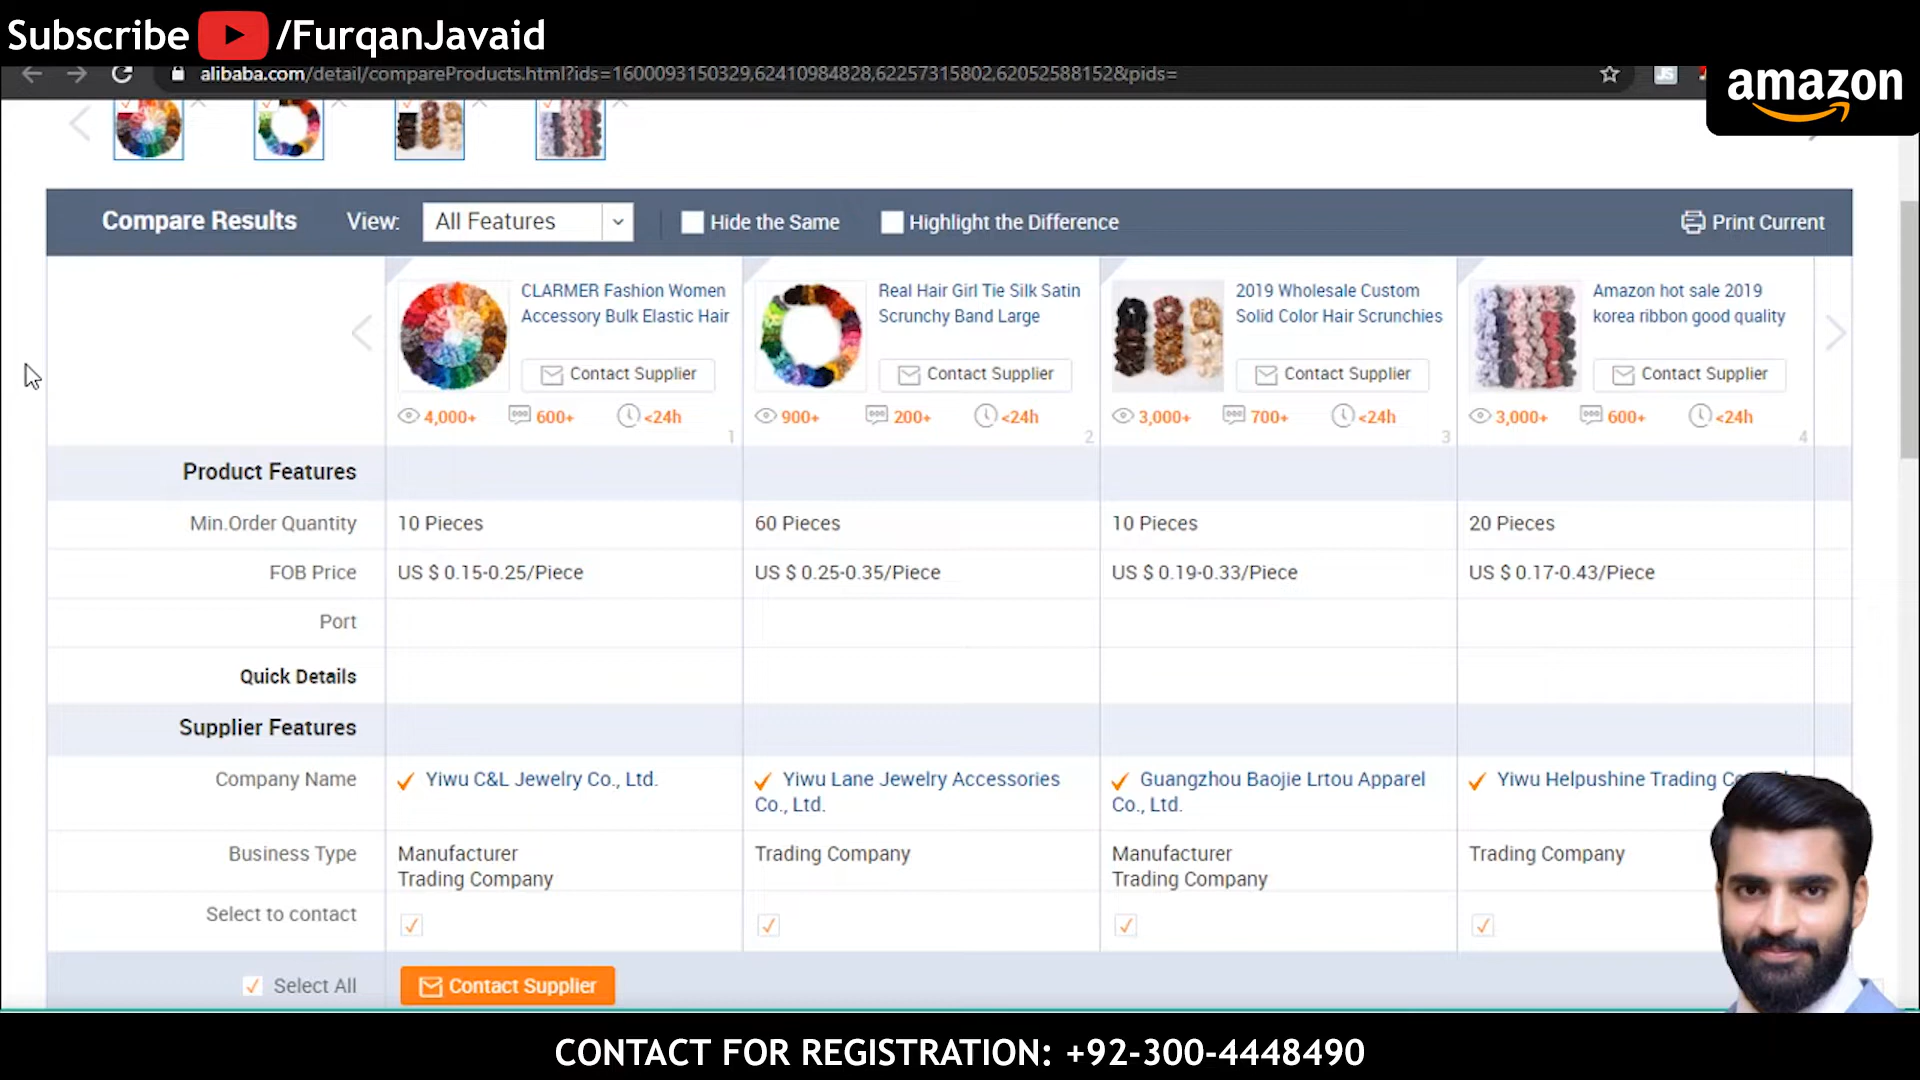 Subscribe /FurqanJavaid
alibaba.com/detail/compareProducts.html?ids=1600093150329,62410984828,62257315802,62052588152&pids=
JS
amazon
Compare Results View: All Features Hide the Same Highlight the Difference Print Current
CLARMER Fashion Women
Accessory Bulk Elastic Hair
Contact Supplier
4,000+ 600+ <24h
1
Real Hair Girl Tie Silk Satin
Scrunchy Band Large
Contact Supplier
900+ 200+ <24h
2
2019 Wholesale Custom
Solid Color Hair Scrunchies
Contact Supplier
3,000+ 700+ <24h
3
Amazon hot sale 2019
korea ribbon good quality
Contact Supplier
3,000+ 600+ <24h
4
Product Features
Min.Order Quantity 10 Pieces 60 Pieces 10 Pieces 20 Pieces
FOB Price US $ 0.15-0.25/Piece US $ 0.25-0.35/Piece US $ 0.19-0.33/Piece US $ 0.17-0.43/Piece
Port
Quick Details
Supplier Features
Company Name Yiwu C&L Jewelry Co., Ltd. Yiwu Lane Jewelry Accessories Guangzhou Baojie Lrtou Apparel Yiwu Helpushine Trading
Co., Ltd. Co., Ltd.
Business Type Manufacturer Trading Company Manufacturer Trading Company
Trading Company Trading Company
Select to contact
Select All Contact Supplier
CONTACT FOR REGISTRATION: +92-300-4448490